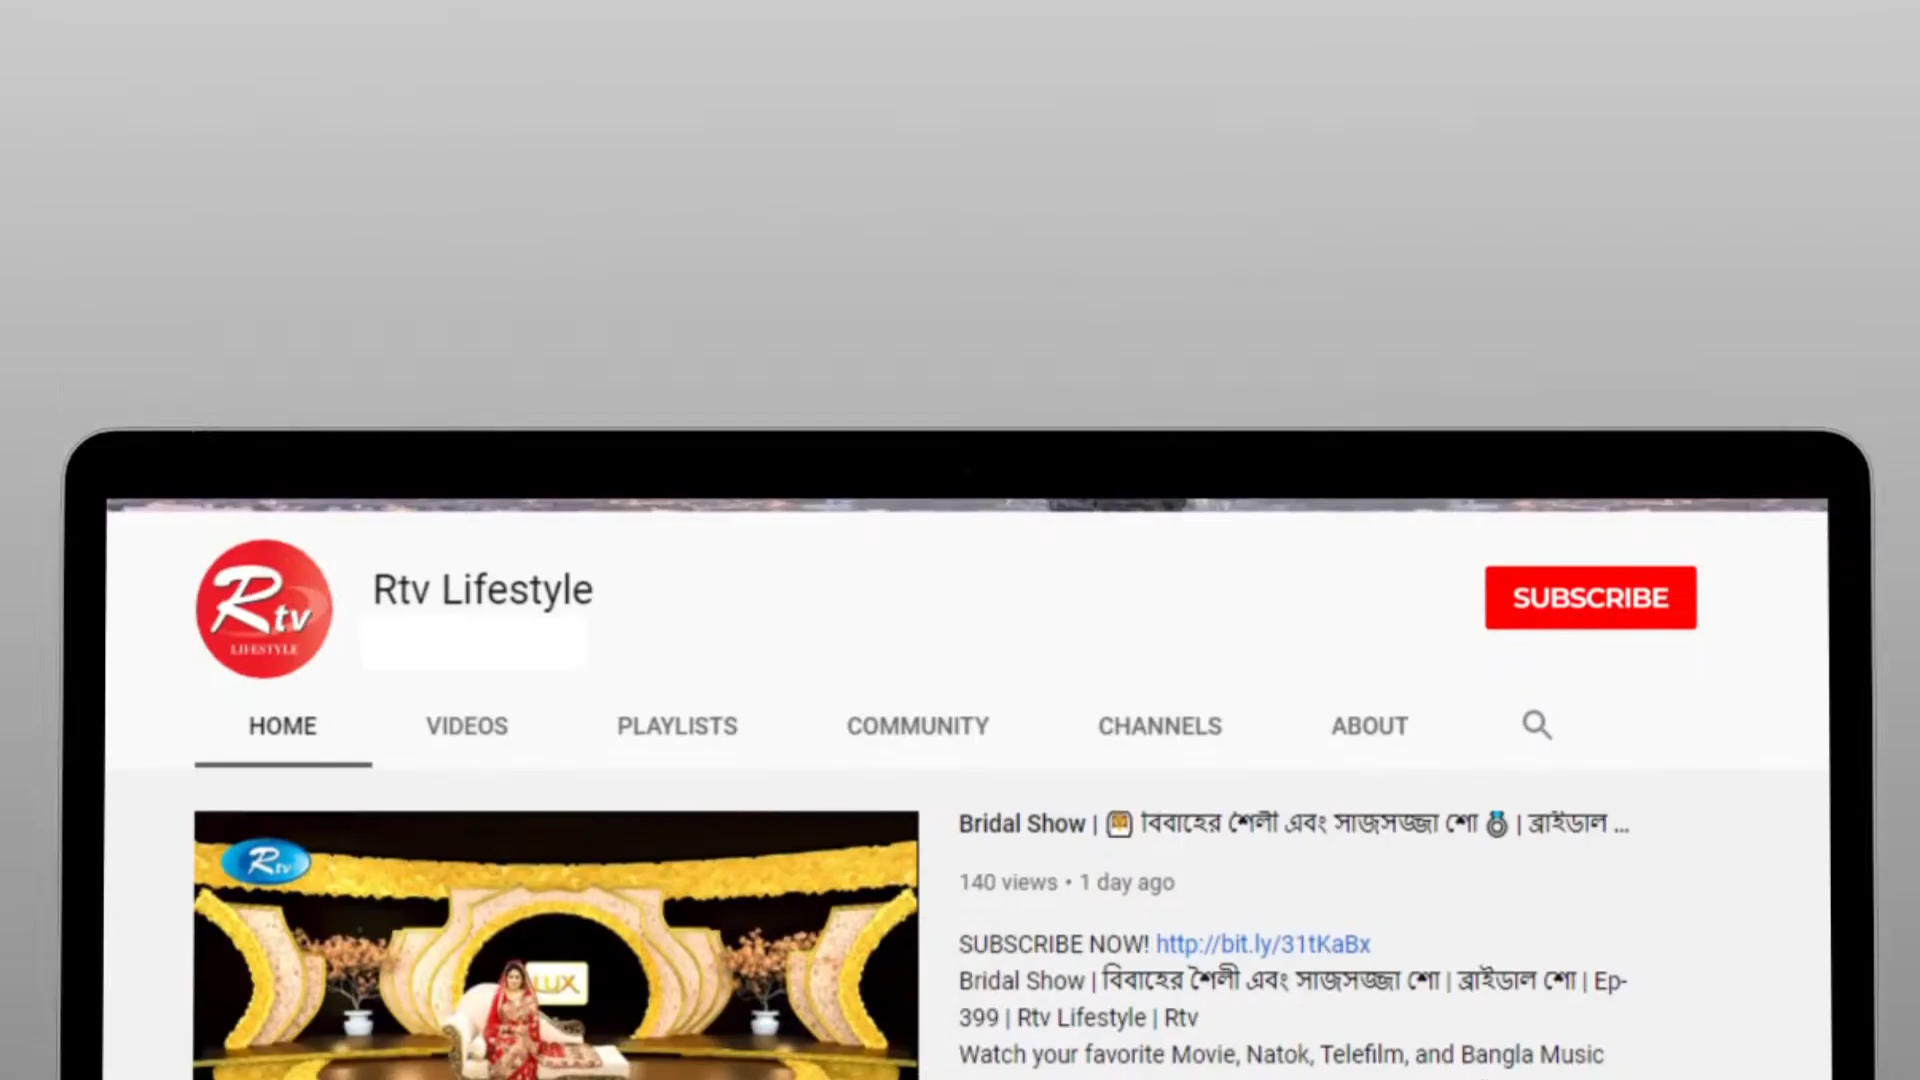 Rtv
LIFESTYLE
Rtv Lifestyle
SUBSCRIBE
HOME
VIDEOS
PLAYLISTS
COMMUNITY
CHANNELS
ABOUT
Rtv
LUX
Bridal Show | বিবাহের শৈলী এবং সাজসজ্জা শো | ব্রাইডাল ...
140 views • 1 day ago
SUBSCRIBE NOW! http://bit.ly/31tKaBx
Bridal Show | বিবাহের শৈলী এবং সাজসজ্জা শো | ব্রাইডাল শো | Ep-
399 | Rtv Lifestyle | Rtv
Watch your favorite Movie, Natok, Telefilm, and Bangla Music